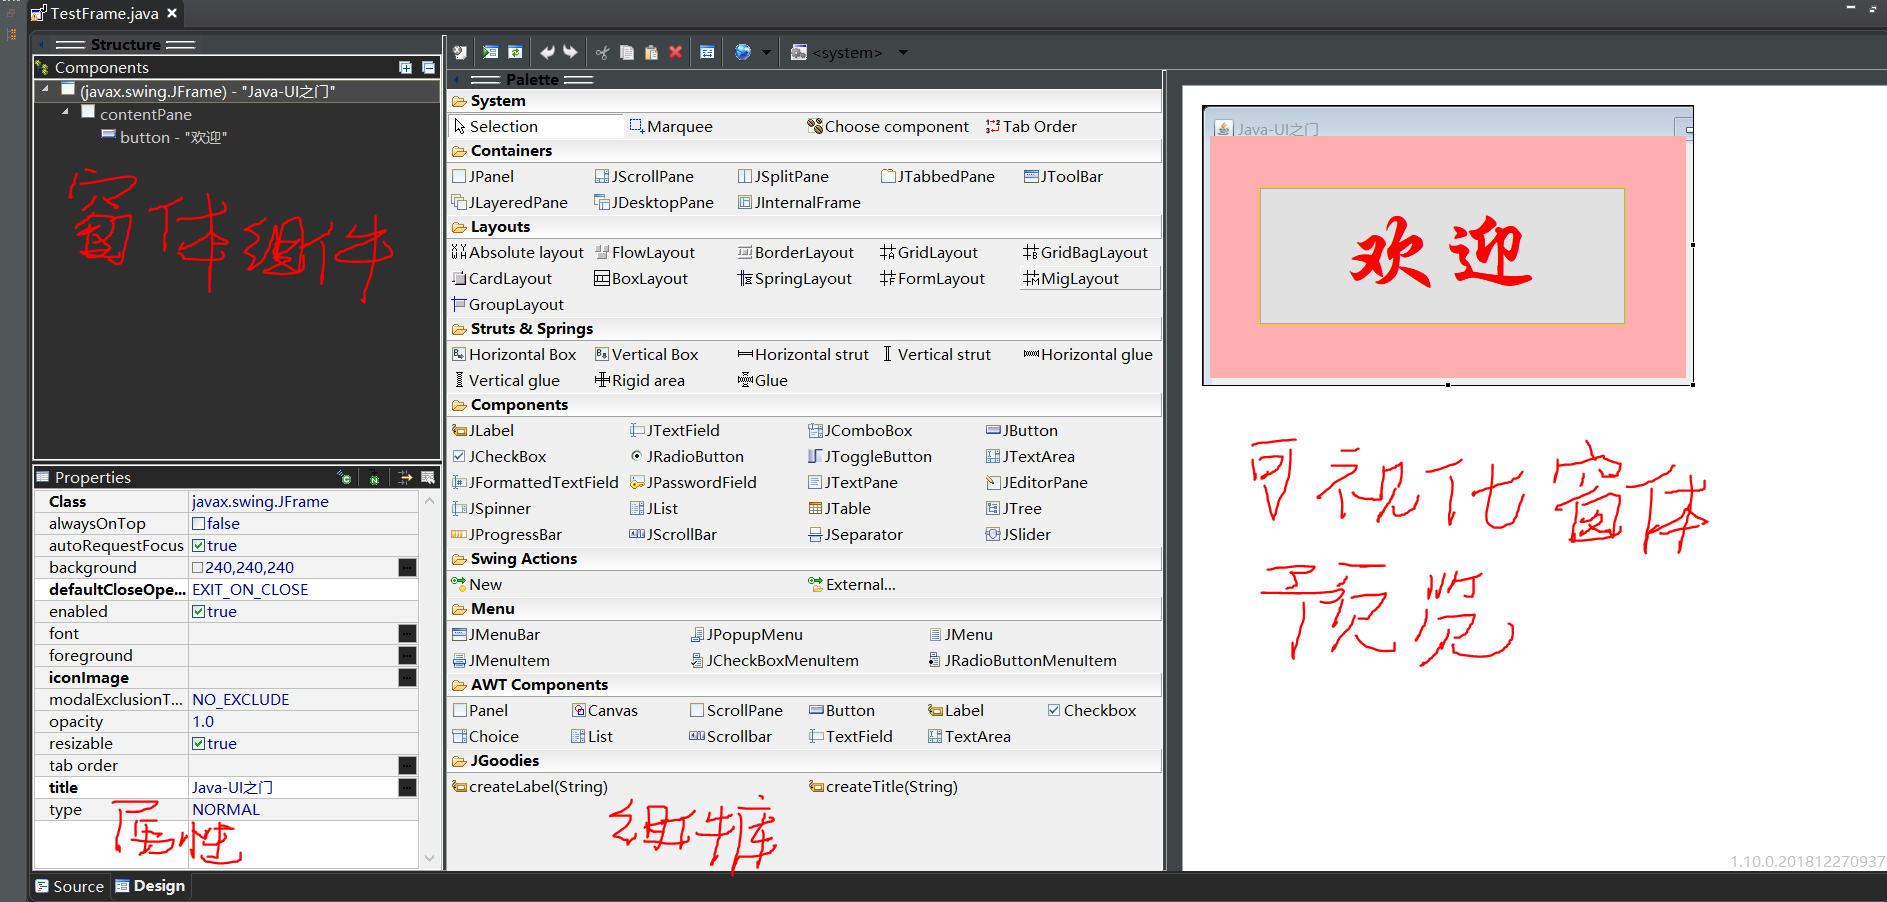 TestFrame.java
Structure
Components
(javax.swing.JFrame) - "Java-UI之门"
contentPane
button - "欢迎"
窗体组件
Properties
Class javax.swing.JFrame
alwaysOnTop false
autoRequestFocus true
background 240,240,240
defaultCloseOpe... EXIT_ON_CLOSE
enabled true
font
foreground
iconImage
modalExclusionT... NO_EXCLUDE
opacity 1.0
resizable true
tab order
title Java-UI之门
type NORMAL
属性
Source Design
<system>
Palette
System
Selection Marquee Choose component Tab Order
Containers
JPanel JScrollPane JSplitPane JTabbedPane JToolBar
JLayeredPane JDesktopPane JInternalFrame
Layouts
Absolute layout FlowLayout BorderLayout GridLayout GridBagLayout
CardLayout BoxLayout SpringLayout FormLayout MigLayout
GroupLayout
Struts & Springs
Horizontal Box Vertical Box Horizontal strut Vertical strut Horizontal glue
Vertical glue Rigid area Glue
Components
JLabel JTextField JComboBox JButton
JCheckBox JRadioButton JToggleButton JTextArea
JFormattedTextField JPasswordField JTextPane JEditorPane
JSpinner JList JTable JTree
JProgressBar JScrollBar JSeparator JSlider
Swing Actions
New External...
Menu
JMenuBar JPopupMenu JMenu
JMenuItem JCheckBoxMenuItem JRadioButtonMenuItem
AWT Components
Panel Canvas ScrollPane Button Label Checkbox
Choice List Scrollbar TextField TextArea
JGoodies
createLabel(String) createTitle(String)
组件库
Java-UI之门
欢迎
可视化窗体
预览
1.10.0.201812270937